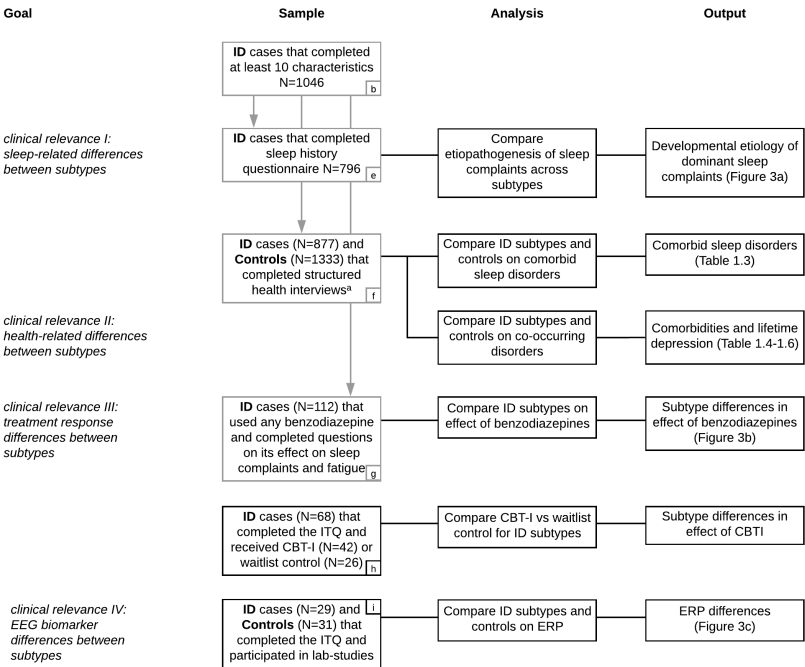 Goal
Sample
Analysis
Output
ID cases that completed
at least 10 characteristics
N=1046
b
clinical relevance I:
sleep-related differences
between subtypes
ID cases that completed
sleep history
questionnaire N=796
e
Compare
etiopathogenesis of sleep
complaints across
subtypes
Developmental etiology of
dominant sleep
complaints (Figure 3a)
ID cases (N=877) and
Controls (N=1333) that
completed structured
health interviewsᵃ
f
Compare ID subtypes and
controls on comorbid
sleep disorders
Comorbid sleep disorders
(Table 1.3)
clinical relevance II:
health-related differences
between subtypes
Compare ID subtypes and
controls on co-occurring
disorders
Comorbidities and lifetime
depression (Table 1.4-1.6)
clinical relevance III:
treatment response
differences between
subtypes
ID cases (N=112) that
used any benzodiazepine
and completed questions
on its effect on sleep
complaints and fatigue
g
Compare ID subtypes on
effect of benzodiazepines
Subtype differences in
effect of benzodiazepines
(Figure 3b)
ID cases (N=68) that
completed the ITQ and
received CBT-I (N=42) or
waitlist control (N=26)
h
Compare CBT-I vs waitlist
control for ID subtypes
Subtype differences in
effect of CBTI
clinical relevance IV:
EEG biomarker
differences between
subtypes
ID cases (N=29) and
i
Controls (N=31) that
completed the ITQ and
participated in lab-studies
Compare ID subtypes and
controls on ERP
ERP differences
(Figure 3c)